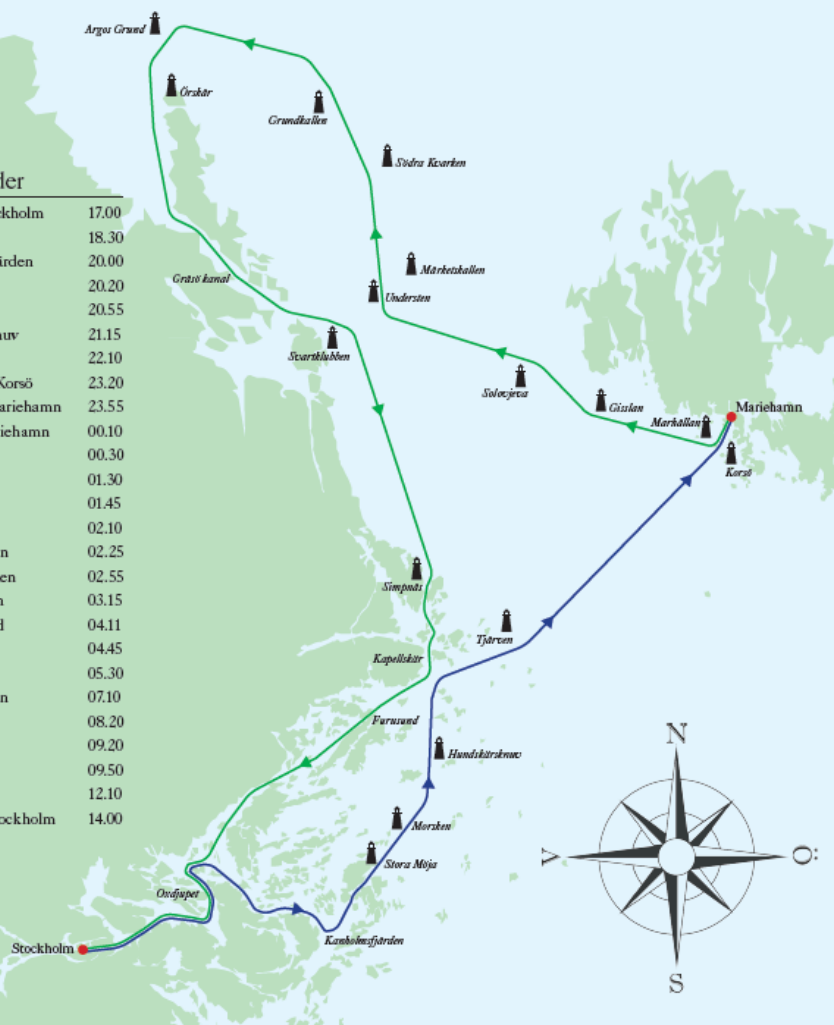 Argos Grund
Örskär
Grundkallen
Södra Kvarken
der
ckholm 17.00
18.30
ärden 20.00
20.20
20.55
nuv 21.15
22.10
Korsö 23.20
ariehamn 23.55
iehamn 00.10
00.30
01.30
01.45
02.10
n 02.25
en 02.55
n 03.15
d 04.11
04.45
05.30
n 07.10
08.20
09.20
09.50
12.10
ockholm 14.00
Gräsö kanal
Märketskallen
Understen
Svartklubben
Solovjeva
Gisslan
Marhällan
Mariehamn
Korsö
Simpnäs
Tjärven
Kapellskär
Furusund
Hundskärsknuv
Morsken
Stora Möja
Oxdjupet
Kanholmsfjärden
Stockholm
N
V
Ö
S